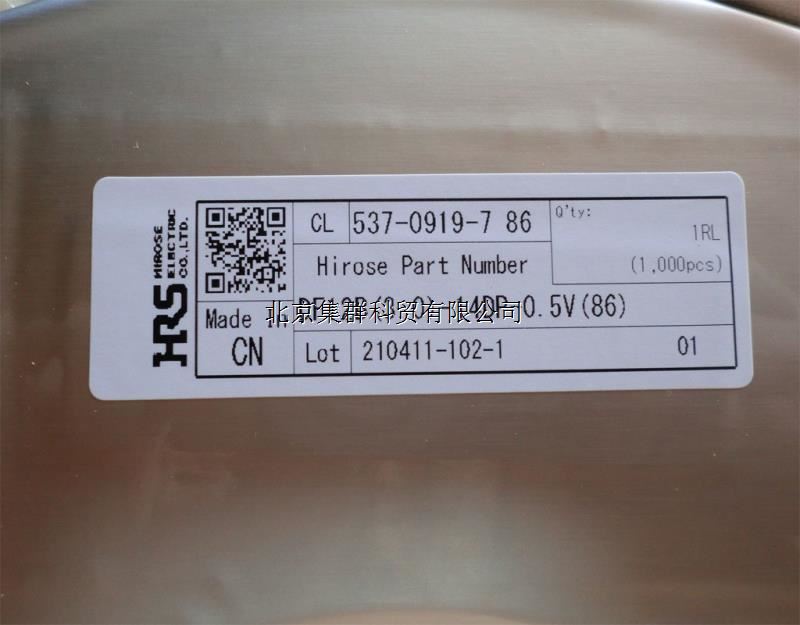 HRS HIROSE ELECTRIC CO.,LTD.
CL 537-0919-7 86
Q'ty: 1RL
(1,000pcs)
Hirose Part Number
0.5V(86)
北京集群科贸有限公司
Made in
CN
Lot 210411-102-1 01